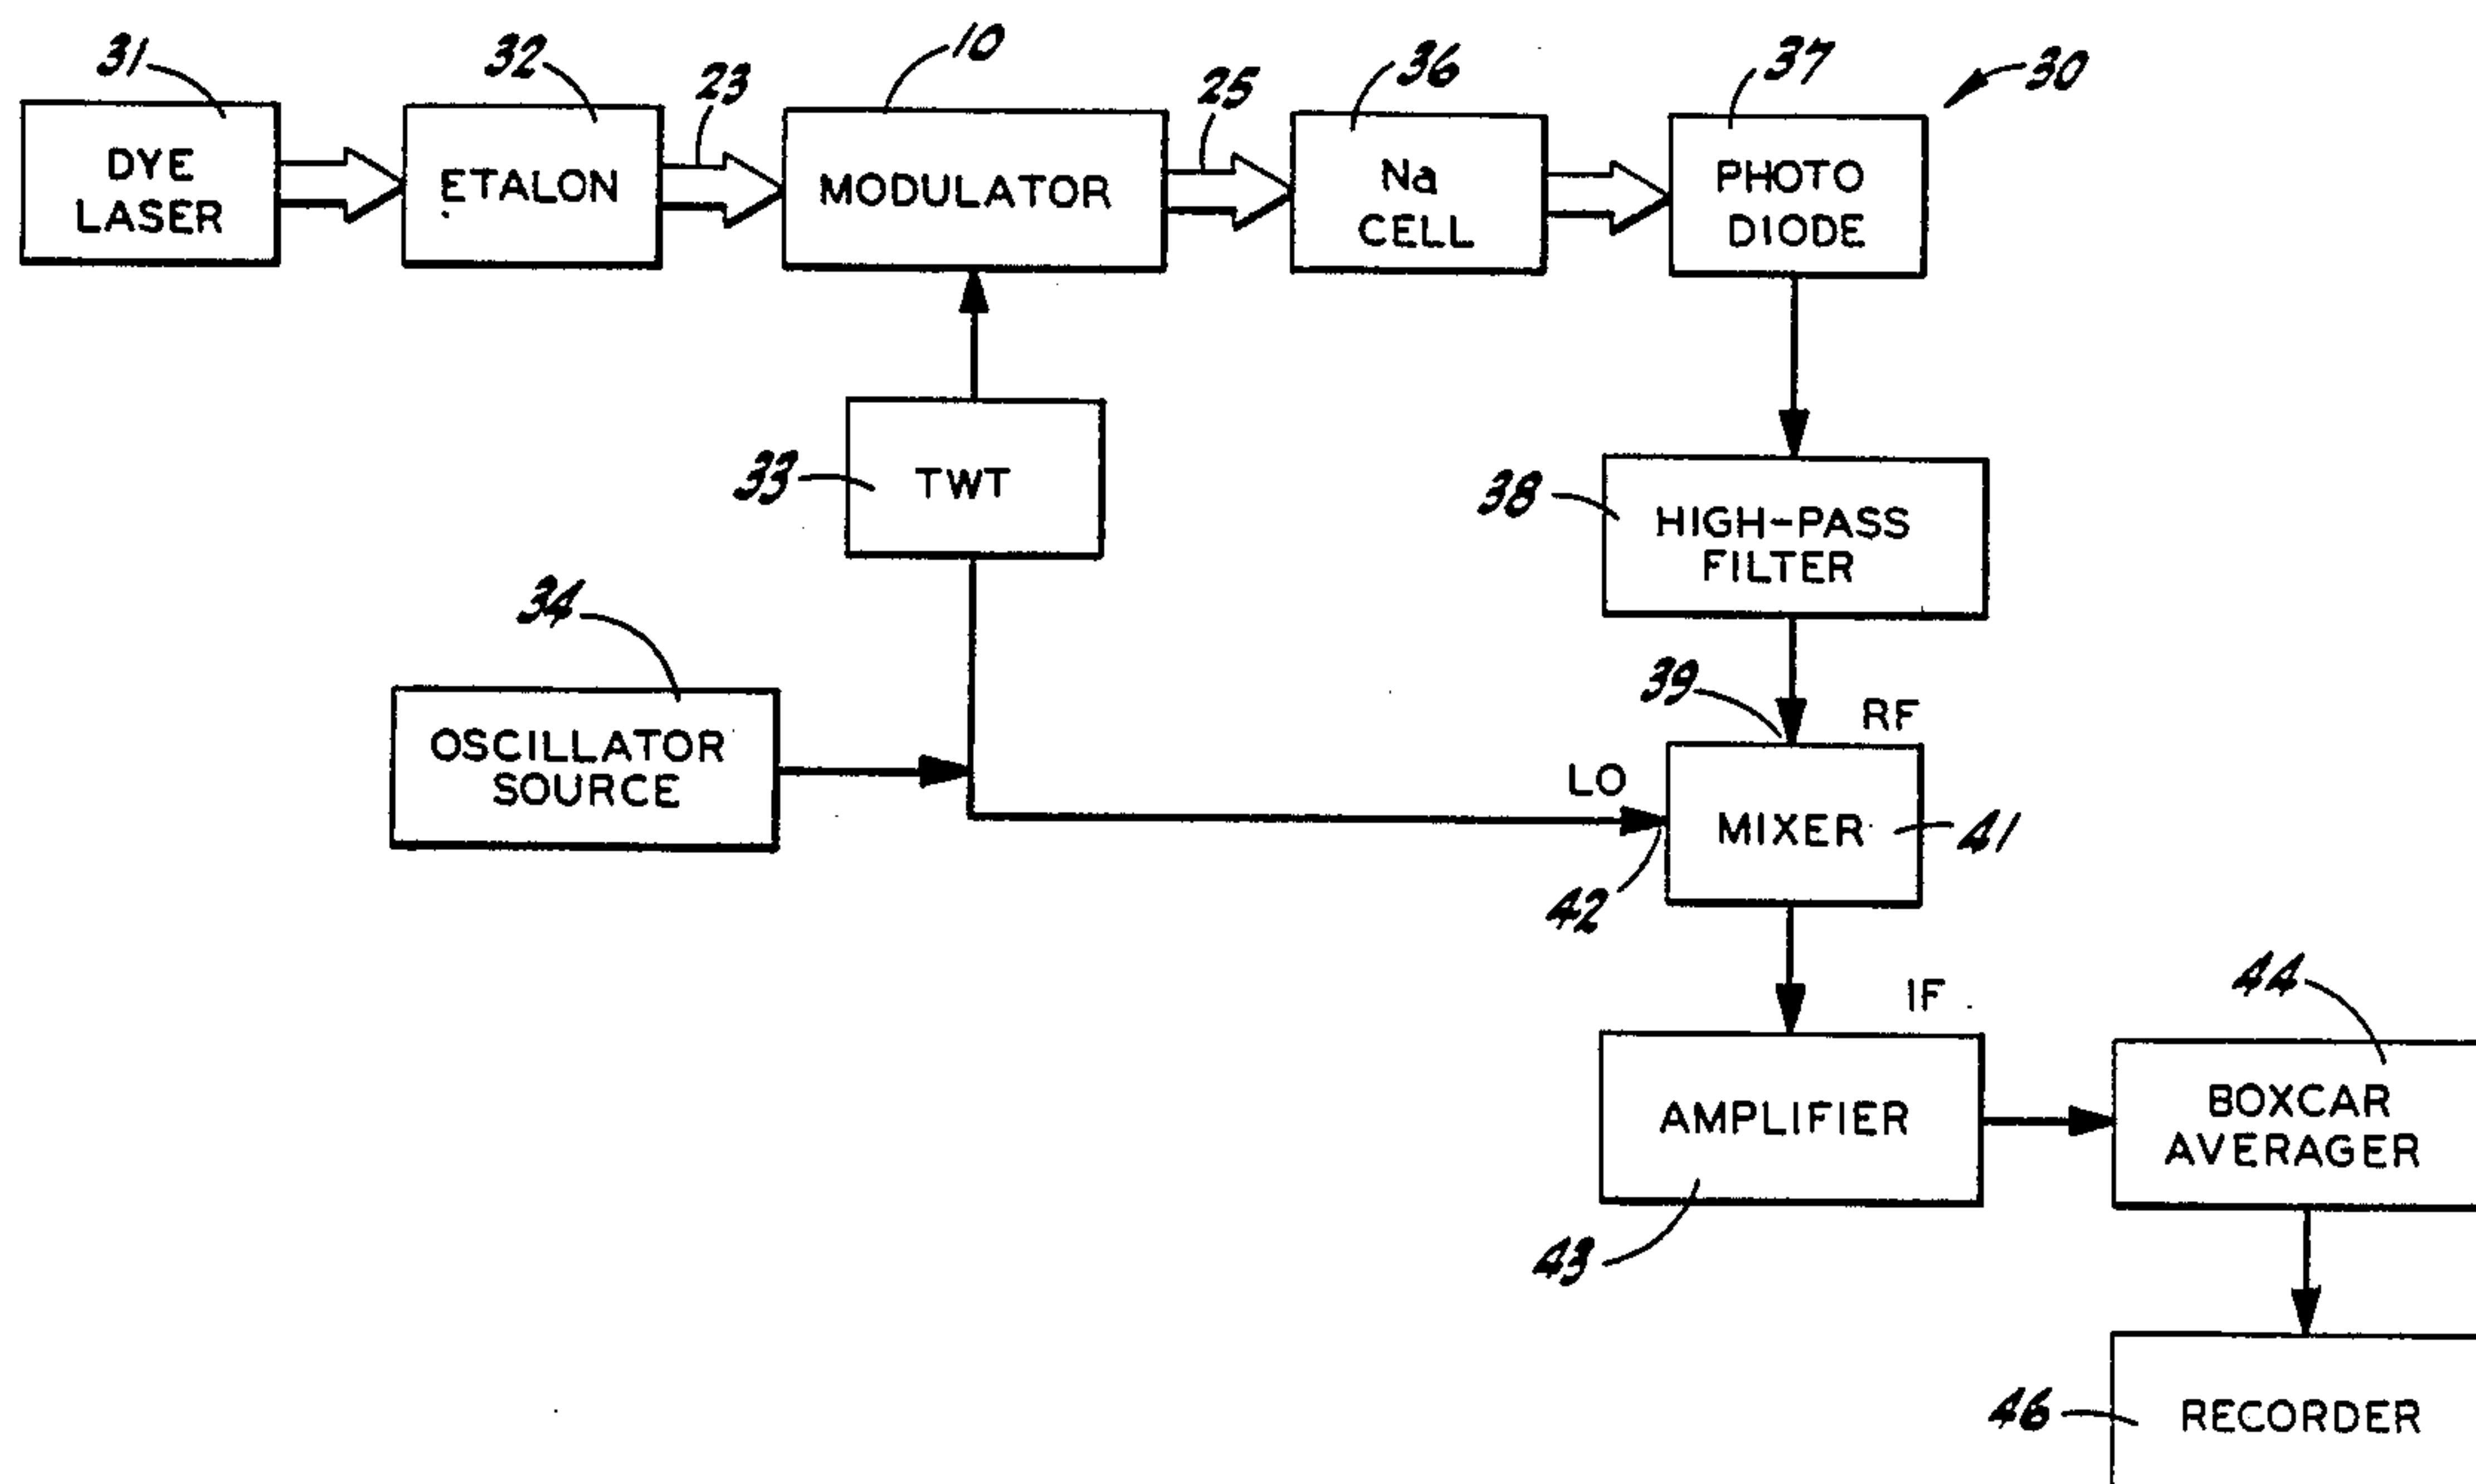 31
32
23
10
25
36
37
30
DYE
LASER
ETALON
MODULATOR
Na
CELL
PHOTO
DIODE
33
TWT
38
HIGH-PASS
FILTER
34
OSCILLATOR
SOURCE
39
RF
LO
MIXER
41
42
IF
44
AMPLIFIER
BOXCAR
AVERAGER
43
46
RECORDER